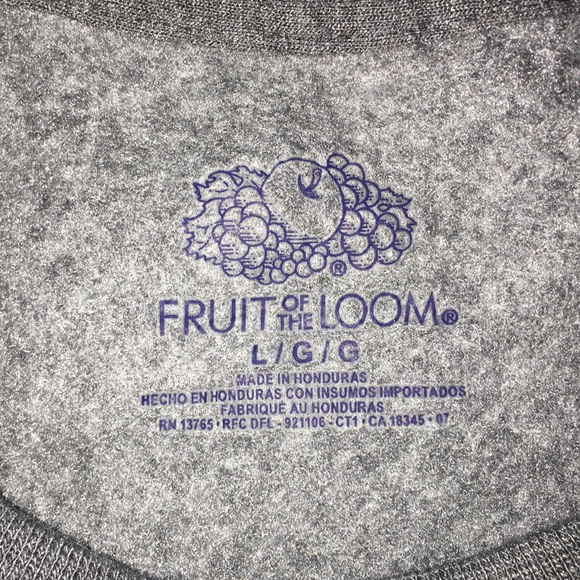 ®
FRUIT OF THE LOOM®
L / G / G
MADE IN HONDURAS
HECHO EN HONDURAS CON INSUMOS IMPORTADOS
FABRIQUÉ AU HONDURAS
RN 13765 · RFC DFL - 921106 · CT1 · CA 18345 · 07